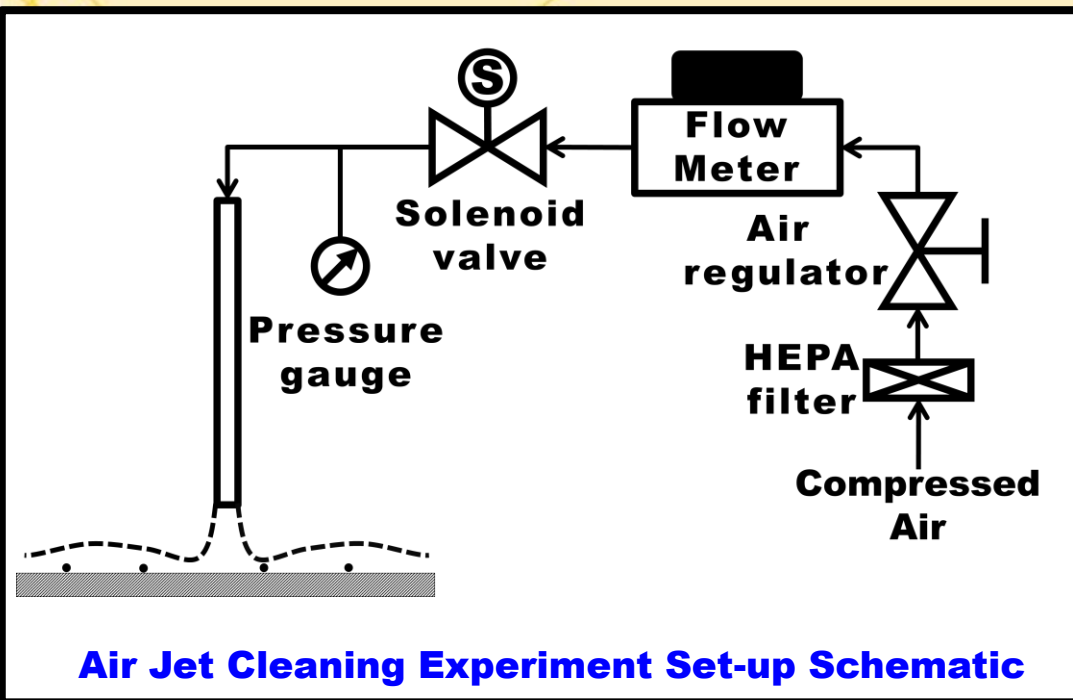 S
Flow
Meter
Solenoid
valve
Air
regulator
Pressure
gauge
HEPA
filter
Compressed
Air
Air Jet Cleaning Experiment Set-up Schematic